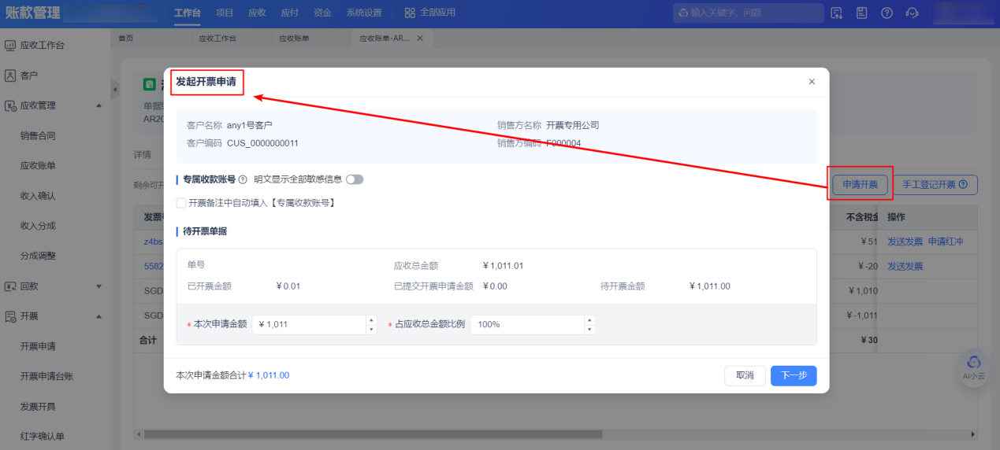 账款管理
工作台 项目 应收 应付 资金 系统设置 全部应用
输入关键字、问题
首页 应收工作台 应收账单 应收账单-AR...
应收工作台
客户
应收管理
销售合同
应收账单
收入确认
收入分成
分成调整
回款
开票
开票申请
开票申请台账
发票开具
红字确认单
单据
AR20
详情
剩余可开
申请开票 手工登记开票
发票 不含税金 操作
z4bs ¥51 发送发票 申请红冲
5582 ¥-20 发送发票
SGD ¥1,010
SGD ¥-1,011
合计 ¥30
发起开票申请
客户名称 any1号客户 销售方名称 开票专用公司
客户编码 CUS_0000000011 销售方编码 F000004
专属收款账号 明文显示全部敏感信息
开票备注中自动填入【专属收款账号】
待开票单据
单号 应收总金额 ¥1,011.01
已开票金额 ¥0.01 已提交开票申请金额 ¥0.00 待开票金额 ¥1,011.00
* 本次申请金额 ¥1,011 * 占应收总金额比例 100%
本次申请金额合计 ¥1,011.00 取消 下一步
AI小云